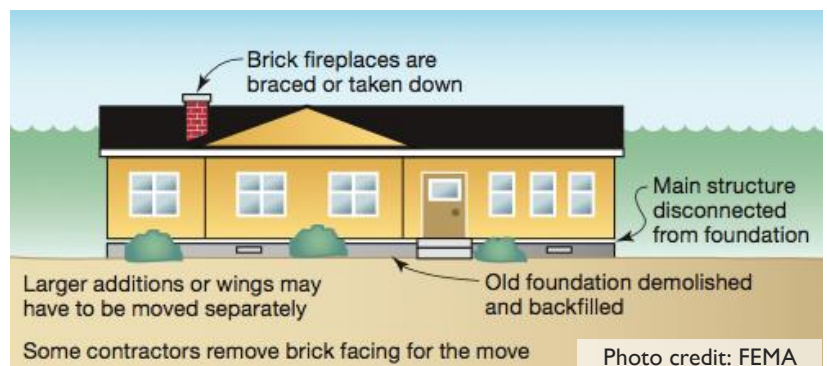 Brick fireplaces are
braced or taken down
Main structure
disconnected
from foundation
Larger additions or wings may
have to be moved separately
Old foundation demolished
and backfilled
Some contractors remove brick facing for the move
Photo credit: FEMA